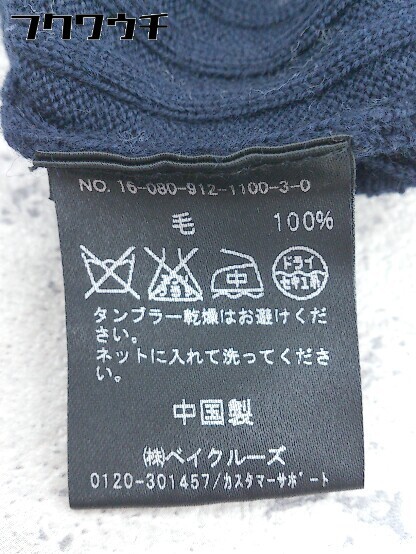 フクワウチ
NO. 16-080-912-1100-3-0
毛 100%
中
ドライ
セキユ系
タンブラー乾燥はお避けくだ
さい。
ネットに入れて洗ってくださ
い。
中国製
㈱ベイクルーズ
0120-301457/カスタマーサポート